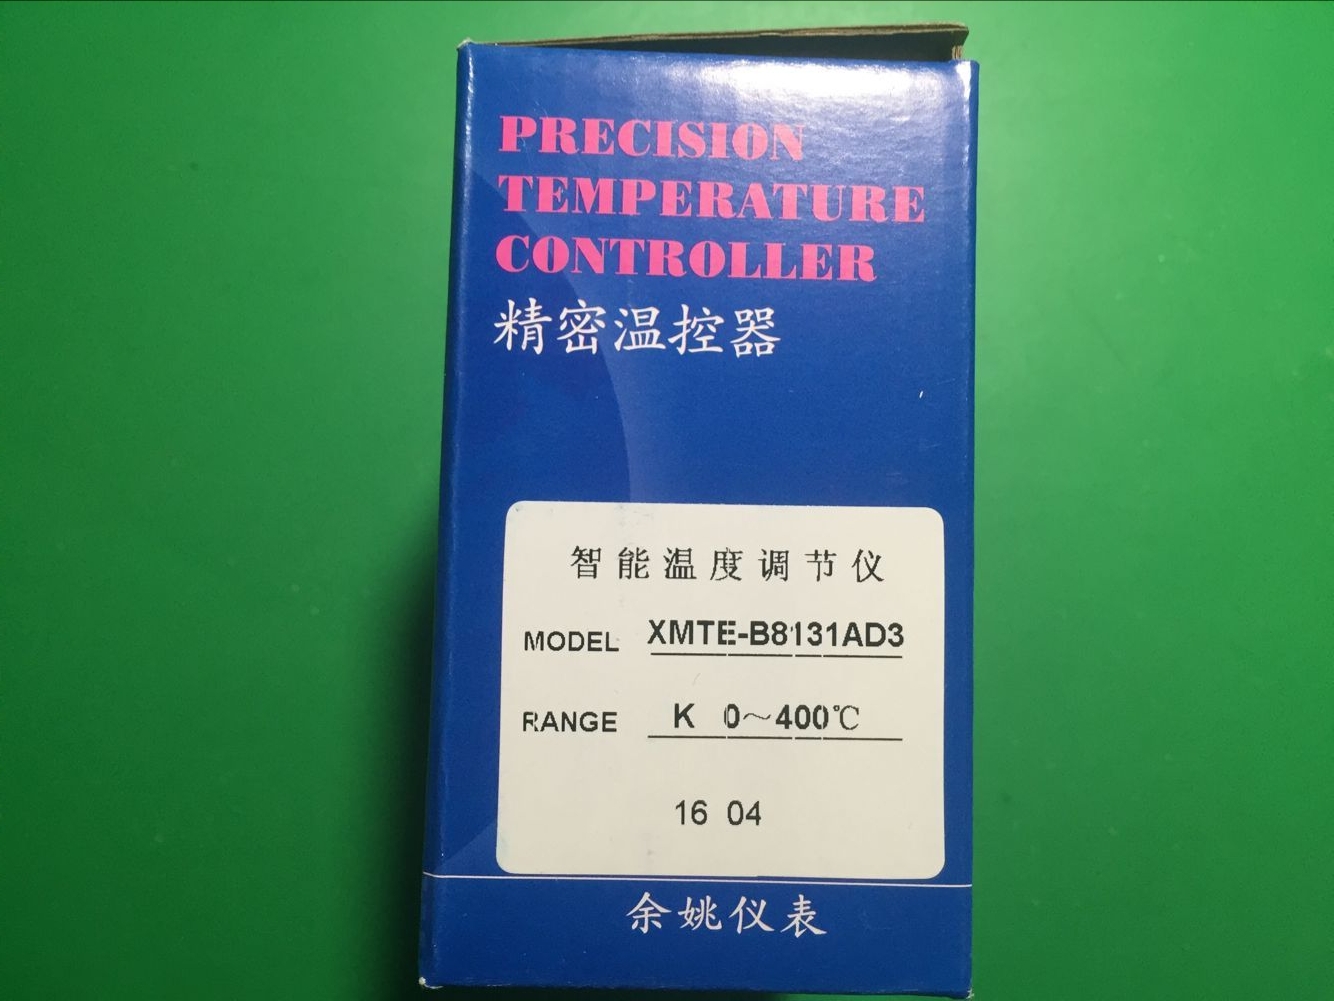 PRECISION
TEMPERATURE
CONTROLLER
精密温控器
智能温度调节仪
MODEL XMTE-B8131AD3
RANGE K 0～400℃
16 04
余姚仪表